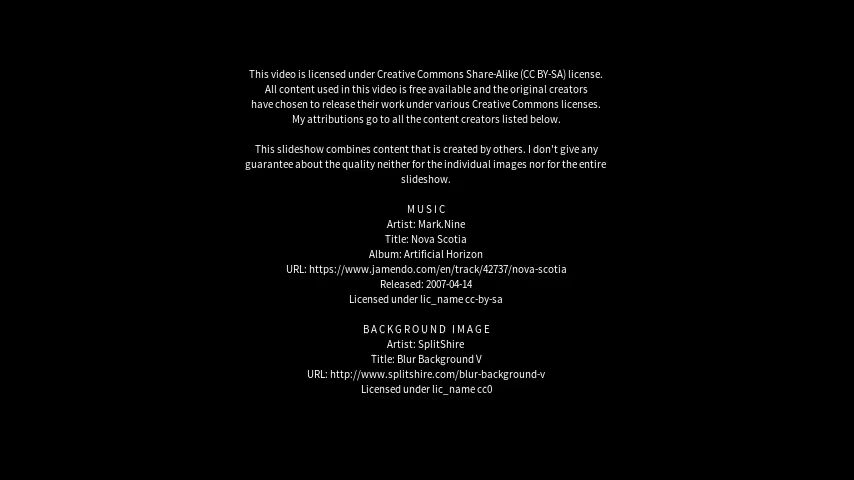 This video is licensed under Creative Commons Share-Alike (CC BY-SA) license.
All content used in this video is free available and the original creators
have chosen to release their work under various Creative Commons licenses.
My attributions go to all the content creators listed below.
This slideshow combines content that is created by others. I don't give any
guarantee about the quality neither for the individual images nor for the entire
slideshow.
MUSIC
Artist: Mark.Nine
Title: Nova Scotia
Album: Artificial Horizon
URL: https://www.jamendo.com/en/track/42737/nova-scotia
Released: 2007-04-14
Licensed under lic_name cc-by-sa
BACKGROUND IMAGE
Artist: SplitShire
Title: Blur Background V
URL: http://www.splitshire.com/blur-background-v
Licensed under lic_name cc0